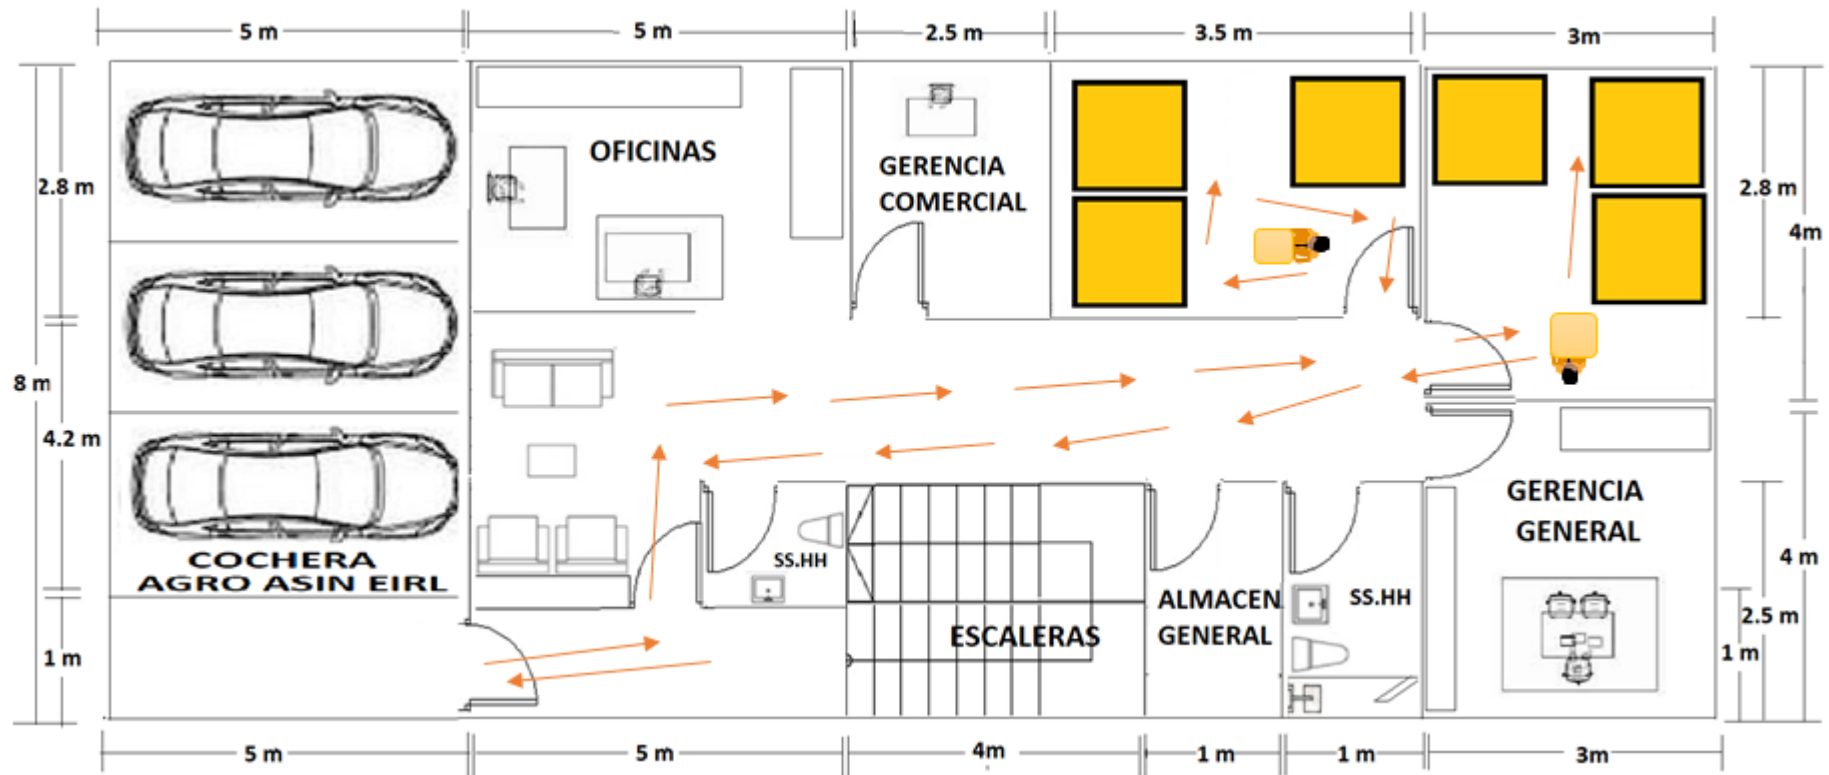 5 m
5 m
2.5 m
3.5 m
3m
2.8 m
8 m
4.2 m
1 m
OFICINAS
GERENCIA
COMERCIAL
2.8 m
4m
COCHERA
AGRO ASIN EIRL
SS.HH
ESCALERAS
ALMACEN
GENERAL
SS.HH
GERENCIA
GENERAL
4 m
2.5 m
1 m
5 m
5 m
4m
1 m
1 m
3m